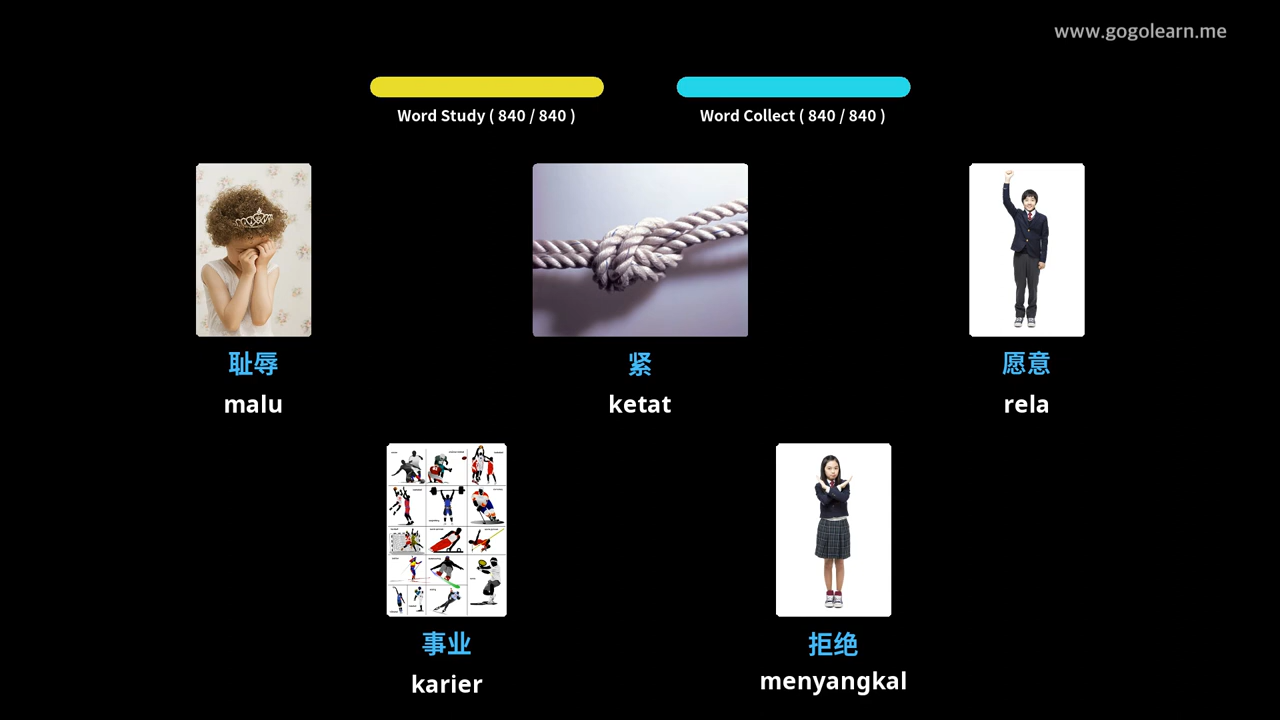 www.gogolearn.me
Word Study ( 840 / 840 )
Word Collect ( 840 / 840 )
耻辱
malu
紧
ketat
愿意
rela
事业
karier
拒绝
menyangkal